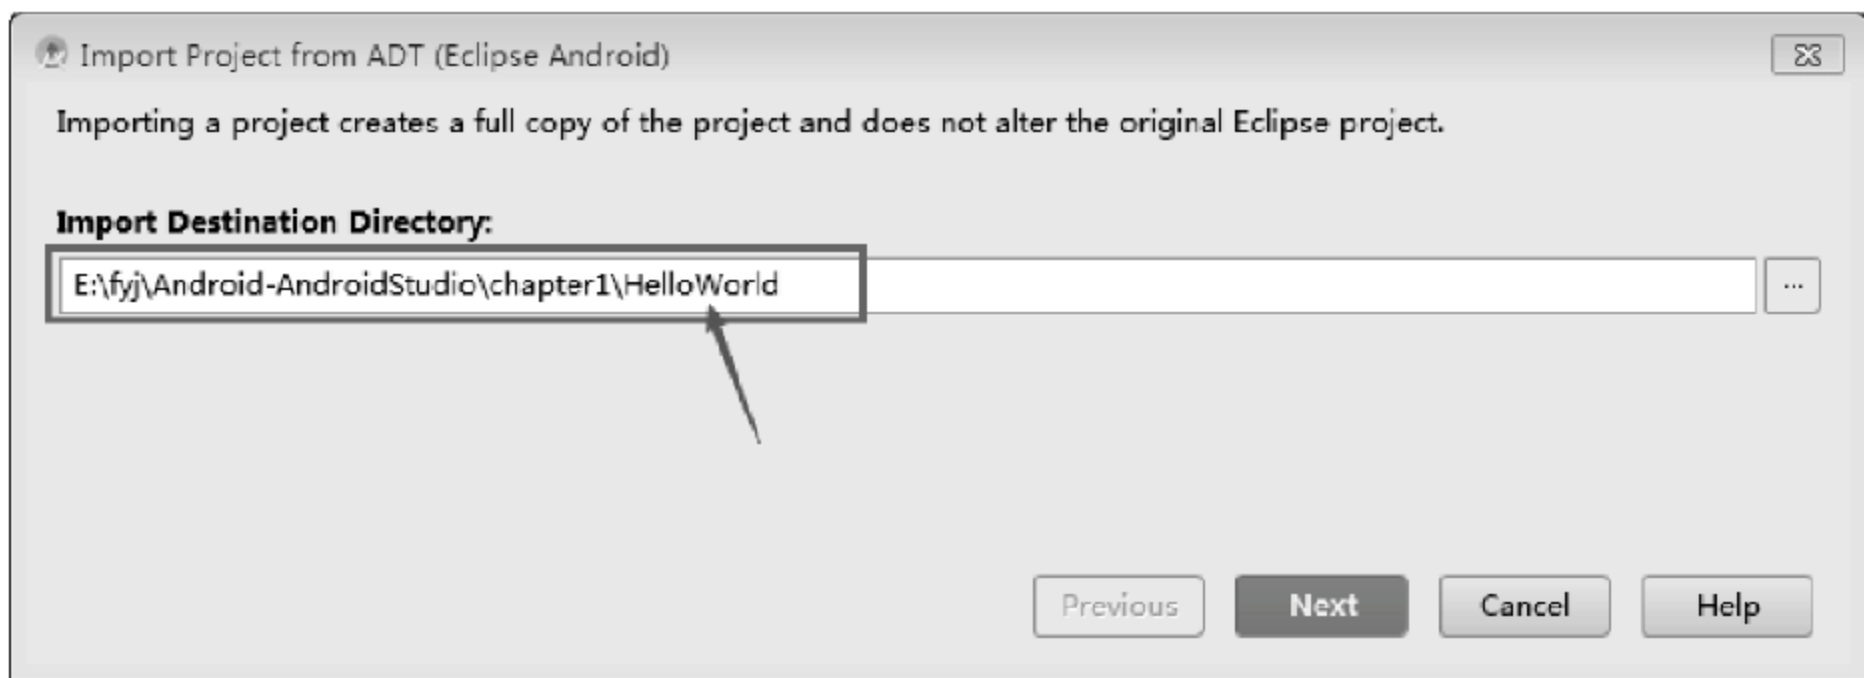 Import Project from ADT (Eclipse Android)
Importing a project creates a full copy of the project and does not alter the original Eclipse project.
Import Destination Directory:
E:\fyj\Android-AndroidStudio\chapter1\HelloWorld
...
Previous Next Cancel Help